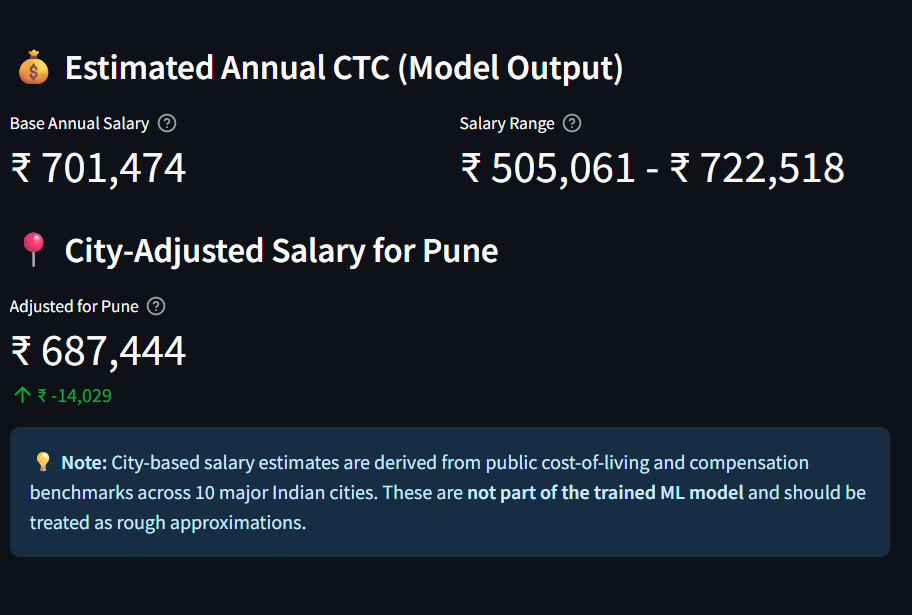 💰 Estimated Annual CTC (Model Output)
Base Annual Salary ?
Salary Range ?
₹ 701,474
₹ 505,061 - ₹ 722,518
📍 City-Adjusted Salary for Pune
Adjusted for Pune ?
₹ 687,444
↑ ₹ -14,029
💡 Note: City-based salary estimates are derived from public cost-of-living and compensation
benchmarks across 10 major Indian cities. These are not part of the trained ML model and should be
treated as rough approximations.